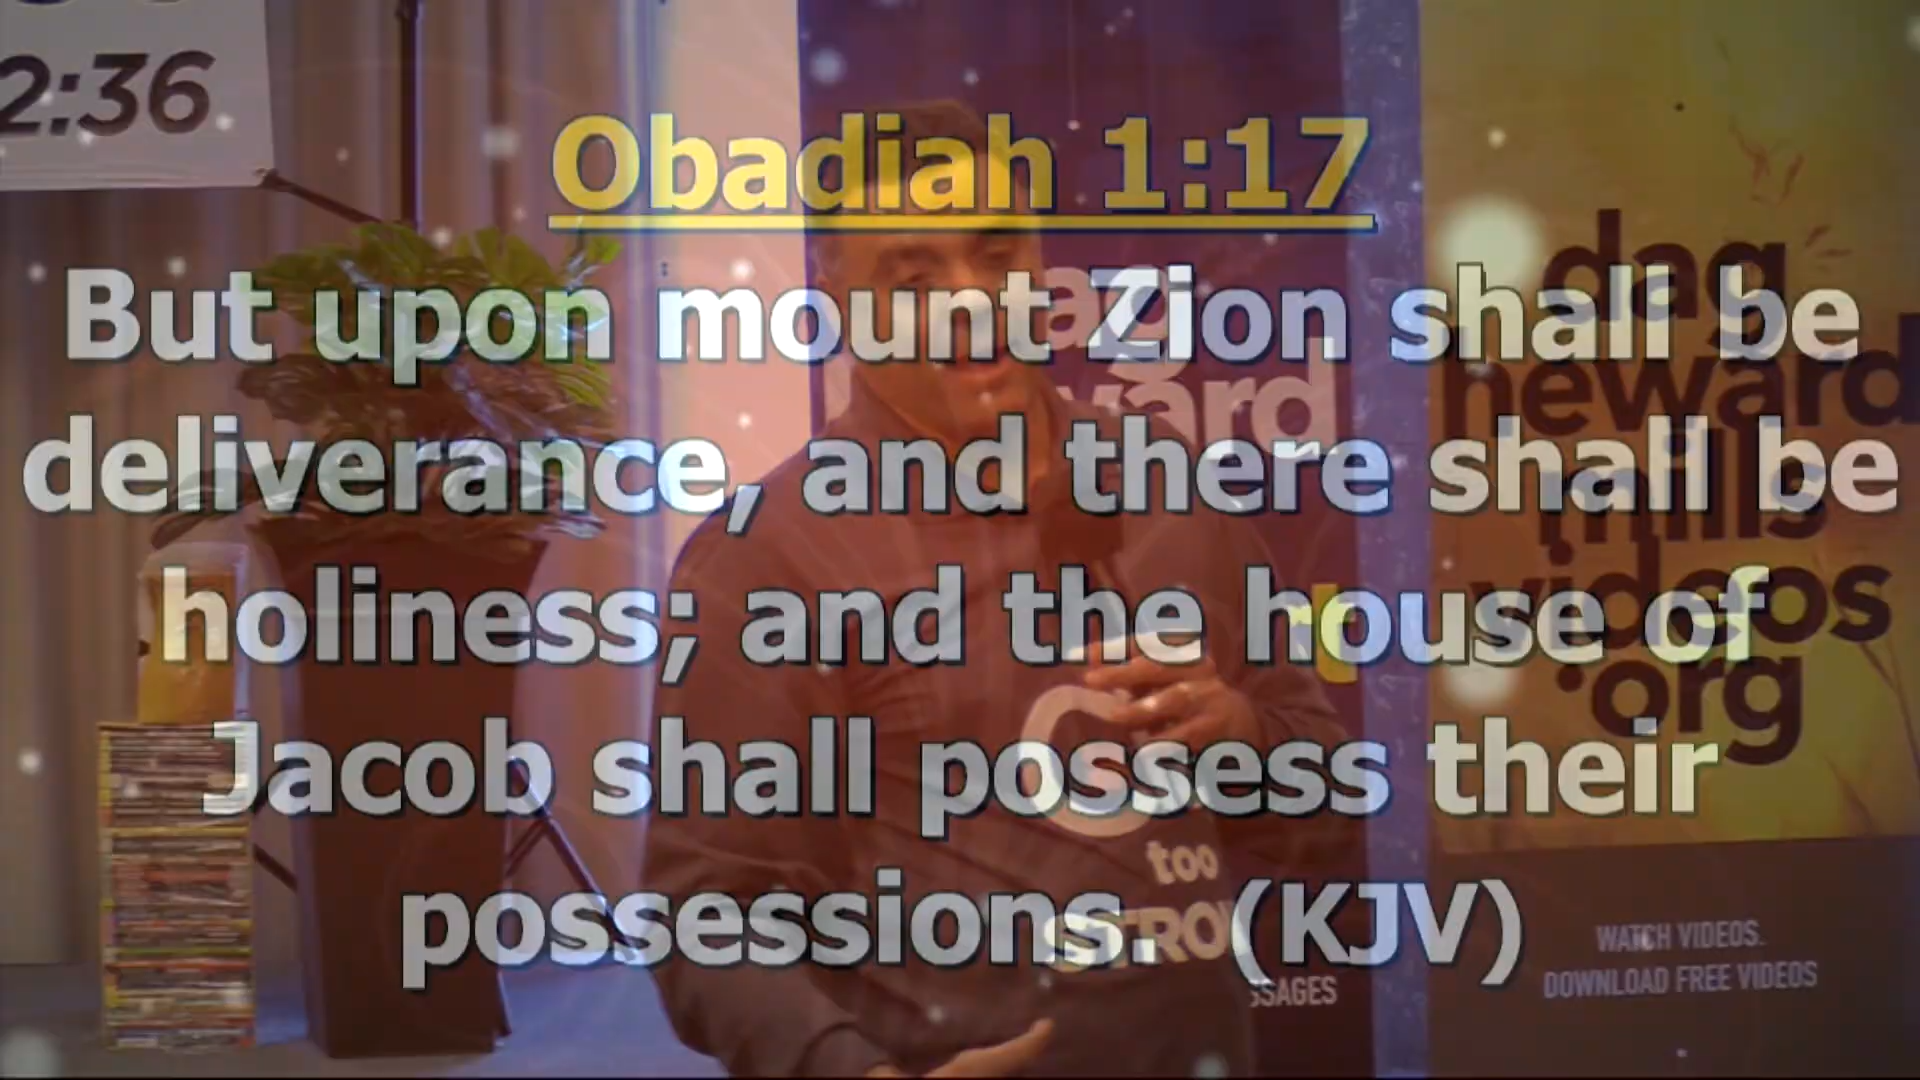 2:36
Obadiah 1:17
But upon mount Zion shall be
deliverance, and there shall be
holiness; and the house of
Jacob shall possess their
possessions. (KJV)
dag
heward
mills
videos
.org
too
WATCH VIDEOS.
DOWNLOAD FREE VIDEOS